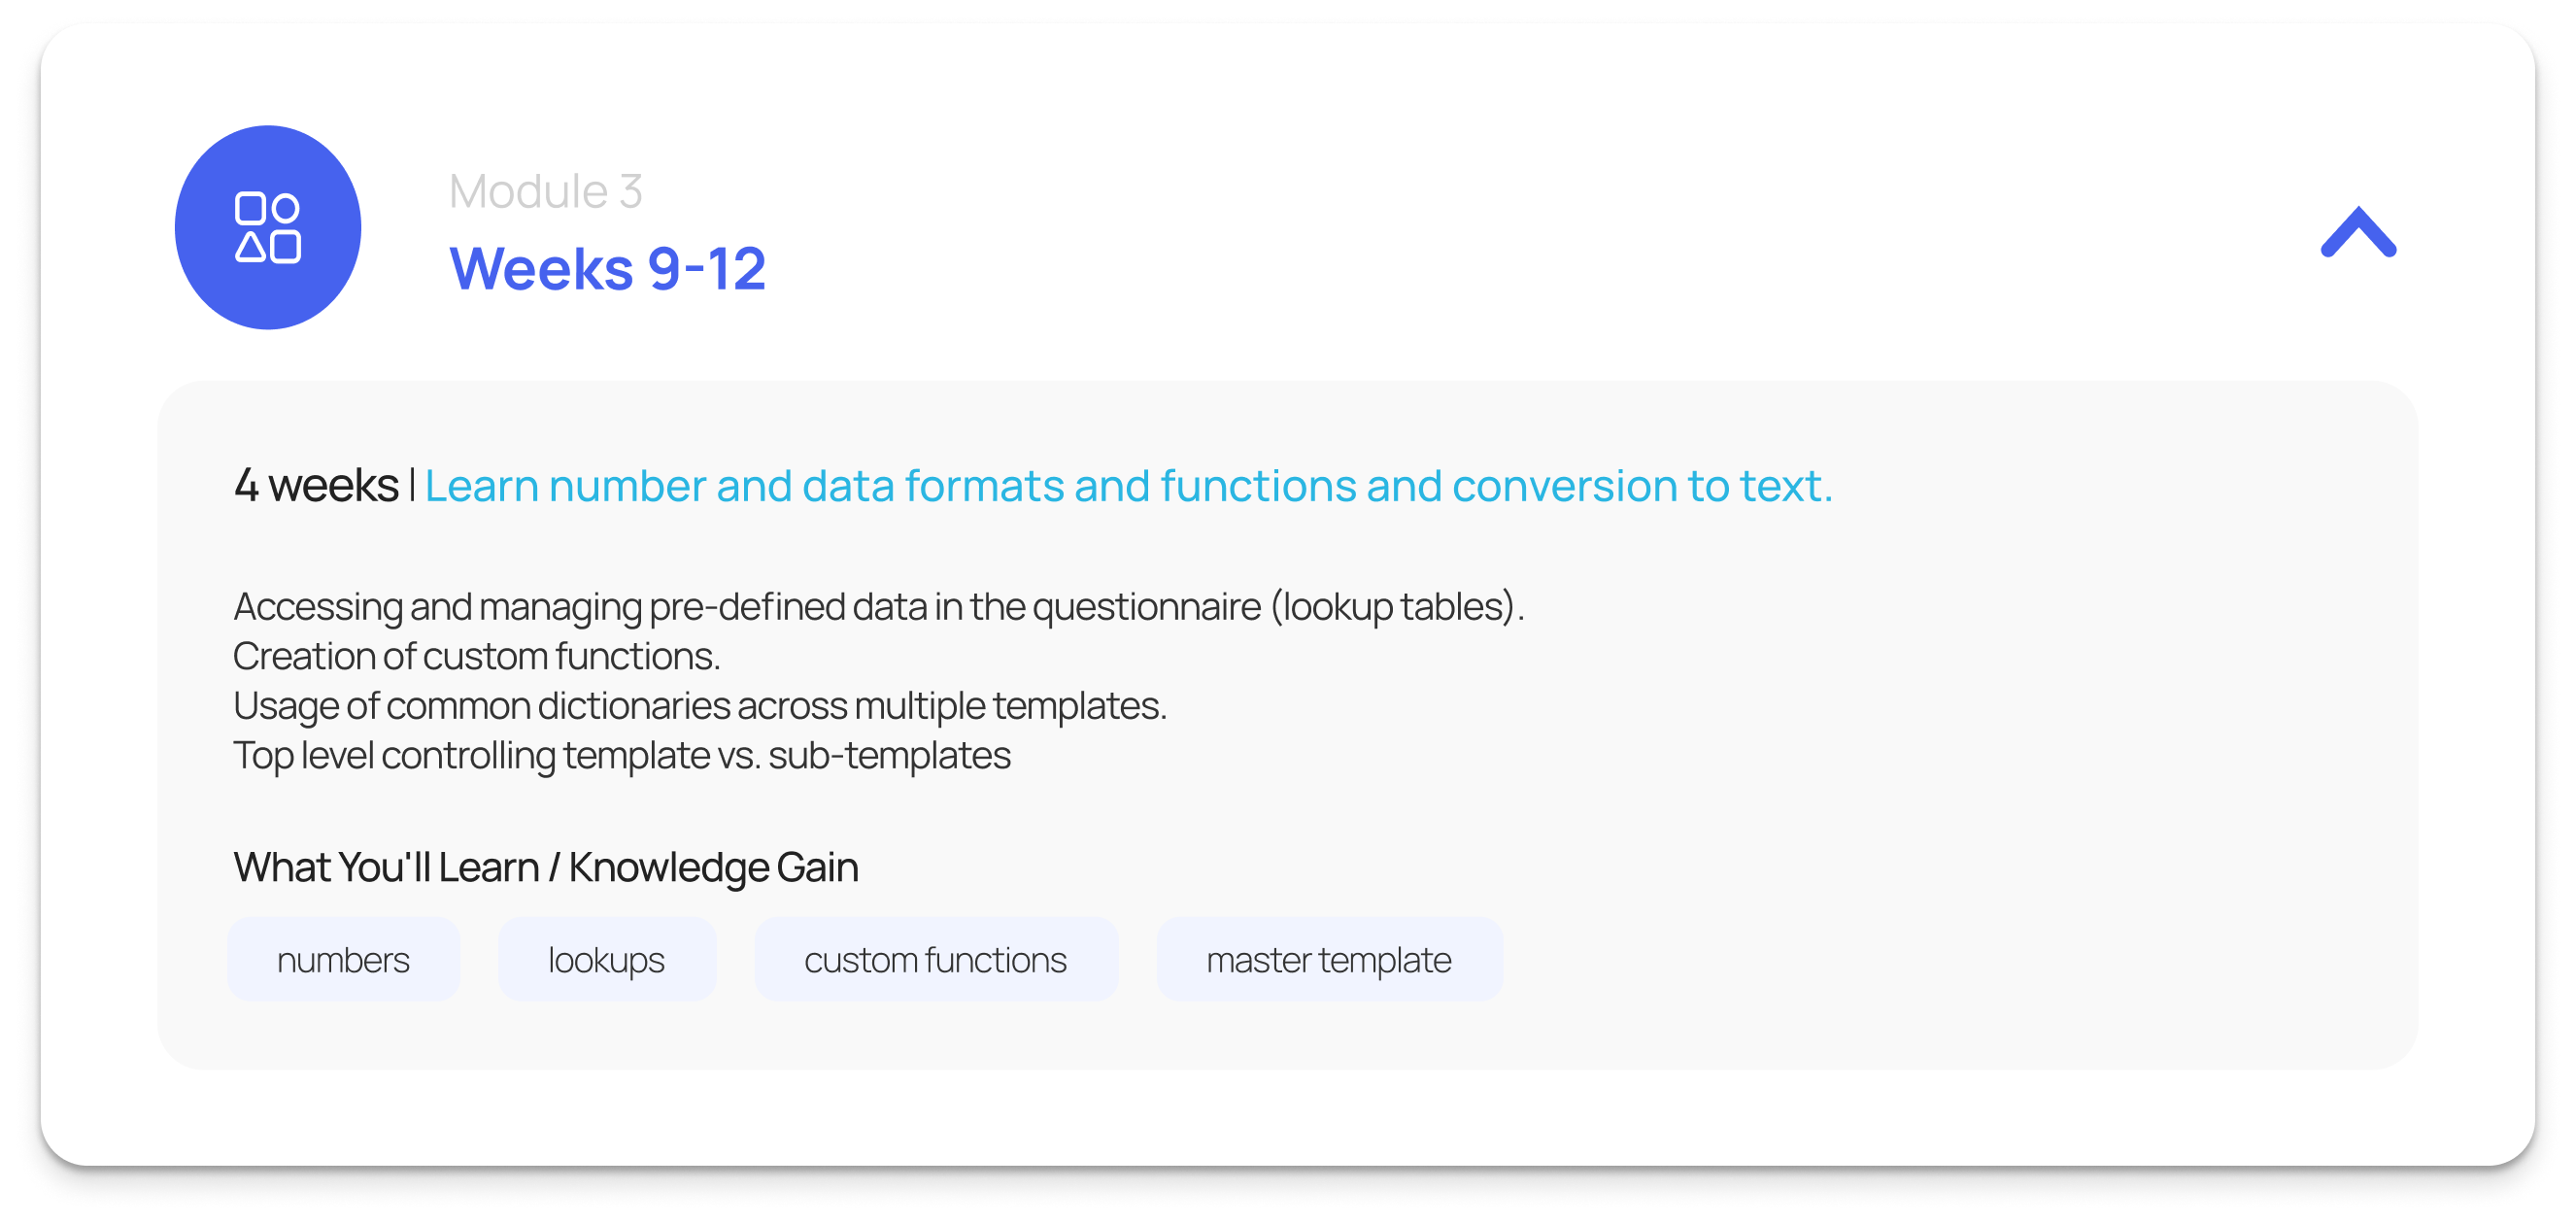 Module 3
Weeks 9-12
4 weeks | Learn number and data formats and functions and conversion to text.
Accessing and managing pre-defined data in the questionnaire (lookup tables).
Creation of custom functions.
Usage of common dictionaries across multiple templates.
Top level controlling template vs. sub-templates
What You'll Learn / Knowledge Gain
numbers lookups custom functions master template